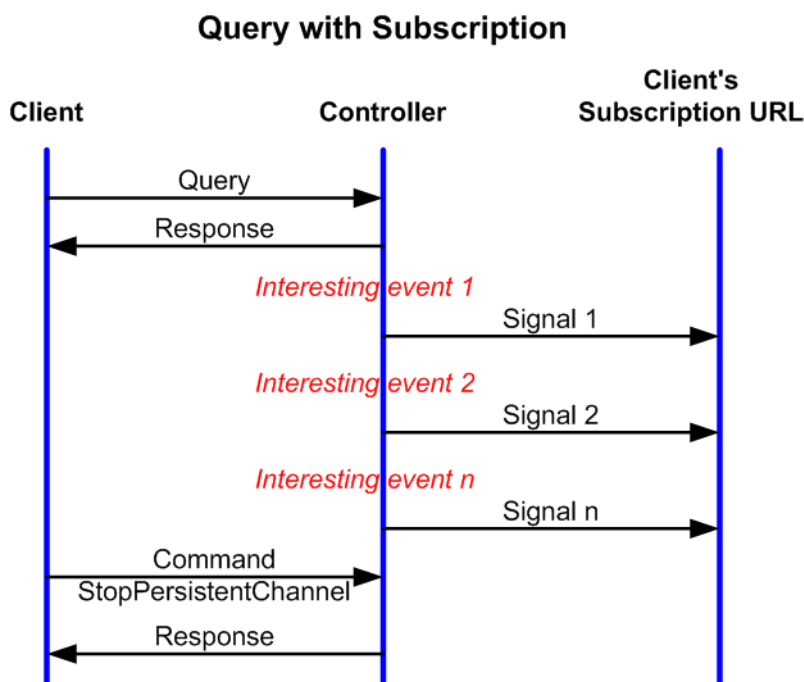 Query with Subscription
Client
Controller
Client's
Subscription URL
Query
Response
Interesting event 1
Signal 1
Interesting event 2
Signal 2
Interesting event n
Signal n
Command
StopPersistentChannel
Response